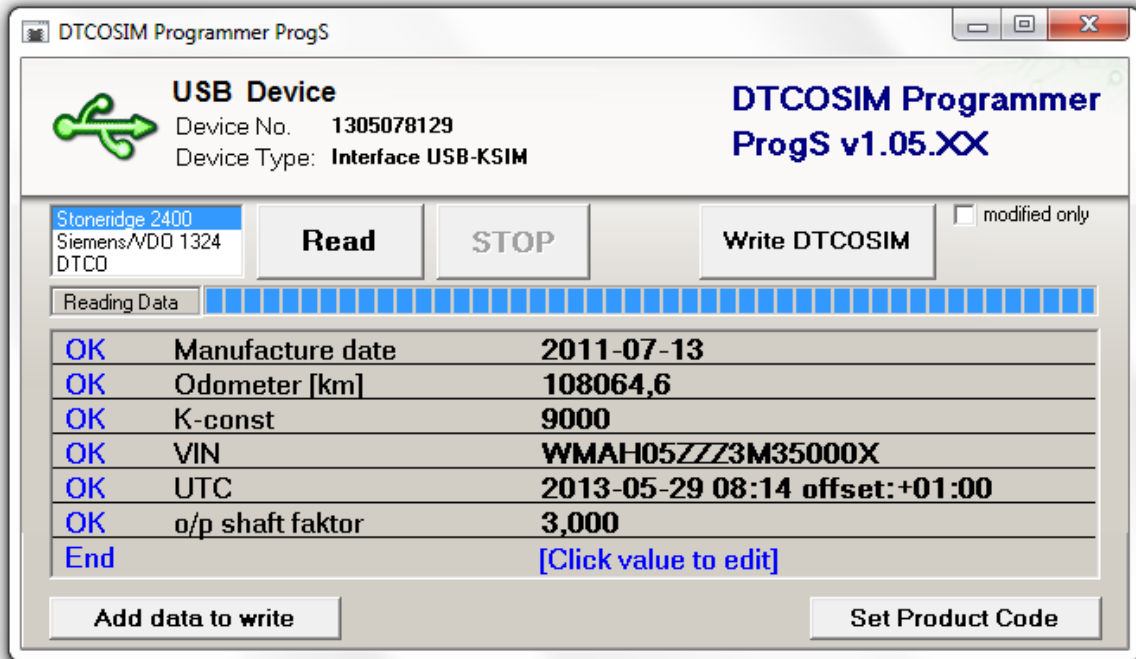 DTCOSIM Programmer ProgS
USB Device
Device No. 1305078129
Device Type: Interface USB-KSIM
DTCOSIM Programmer
ProgS v1.05.XX
Stoneridge 2400
Siemens/VDO 1324
DTCO
Read
STOP
Write DTCOSIM
modified only
Reading Data
OK Manufacture date 2011-07-13
OK Odometer [km] 108064,6
OK K-const 9000
OK VIN WMAH05ZZZ3M35000X
OK UTC 2013-05-29 08:14 offset:+01:00
OK o/p shaft faktor 3,000
End [Click value to edit]
Add data to write
Set Product Code